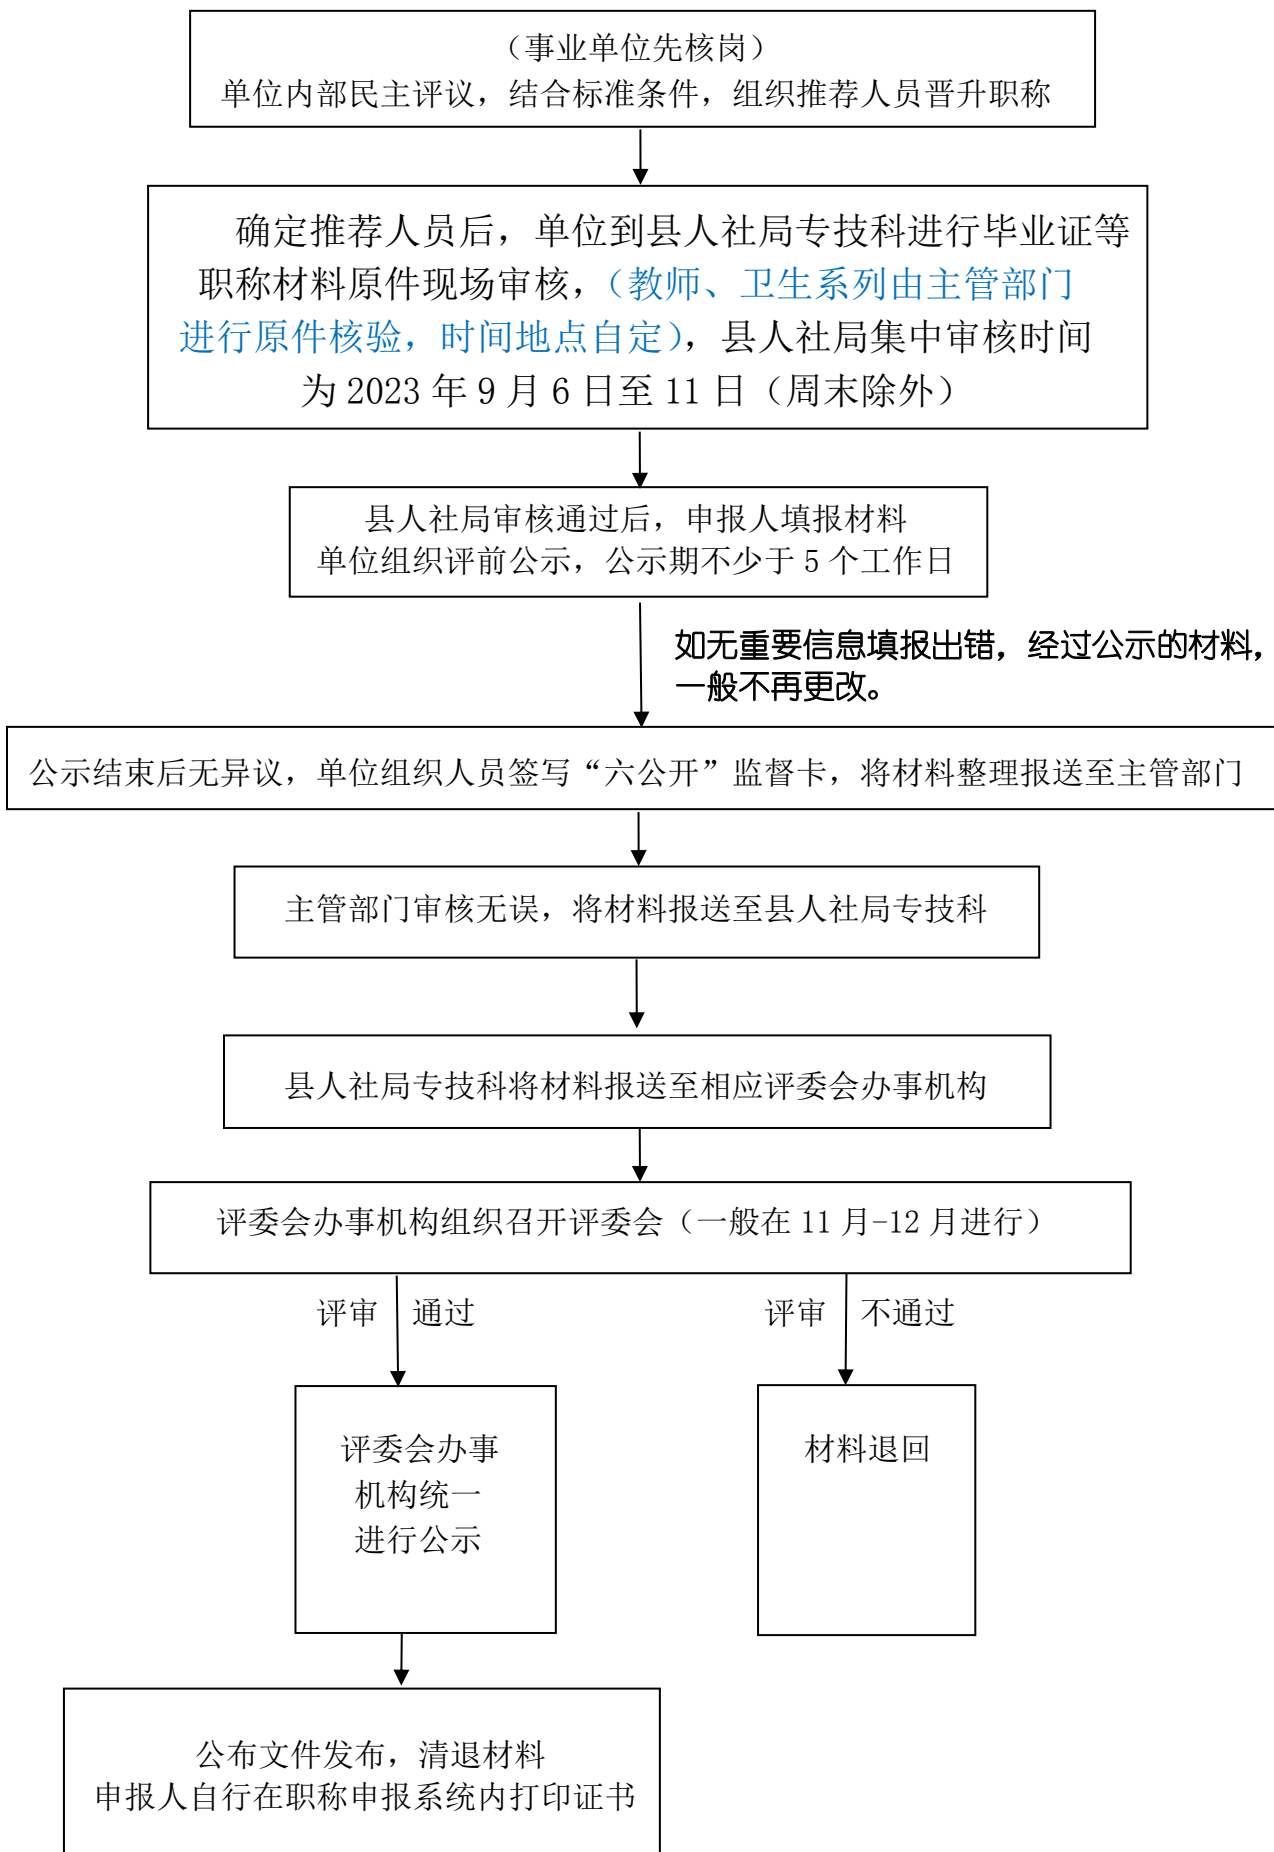 （事业单位先核岗）
单位内部民主评议，结合标准条件，组织推荐人员晋升职称
确定推荐人员后，单位到县人社局专技科进行毕业证等
职称材料原件现场审核，（教师、卫生系列由主管部门
进行原件核验，时间地点自定），县人社局集中审核时间
为 2023 年 9 月 6 日至 11 日（周末除外）
县人社局审核通过后，申报人填报材料
单位组织评前公示，公示期不少于 5 个工作日
如无重要信息填报出错，经过公示的材料，
一般不再更改。
公示结束后无异议，单位组织人员签写“六公开”监督卡，将材料整理报送至主管部门
主管部门审核无误，将材料报送至县人社局专技科
县人社局专技科将材料报送至相应评委会办事机构
评委会办事机构组织召开评委会（一般在 11 月-12 月进行）
评审 通过
评审 不通过
评委会办事
机构统一
进行公示
材料退回
公布文件发布，清退材料
申报人自行在职称申报系统内打印证书